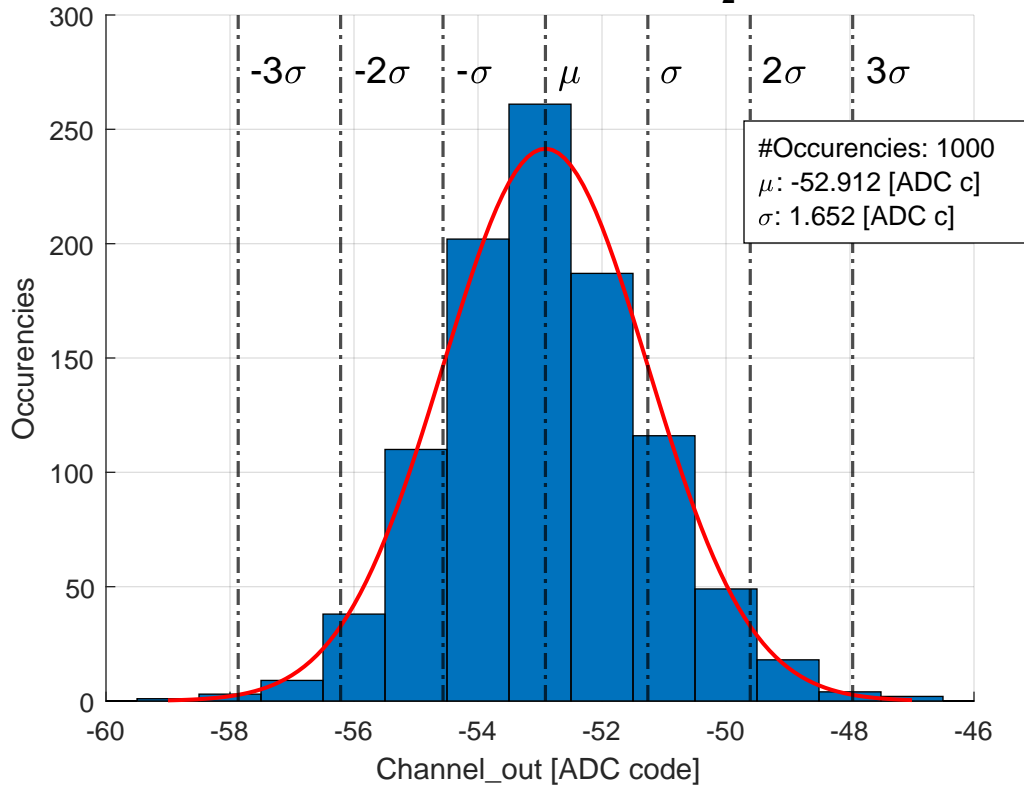 300
-3σ
-2σ
-σ
μ
σ
2σ
3σ
250
#Occurencies: 1000
μ: -52.912 [ADC c]
σ: 1.652 [ADC c]
200
150
100
50
0
Occurencies
-60
-58
-56
-54
-52
-50
-48
-46
Channel_out [ADC code]